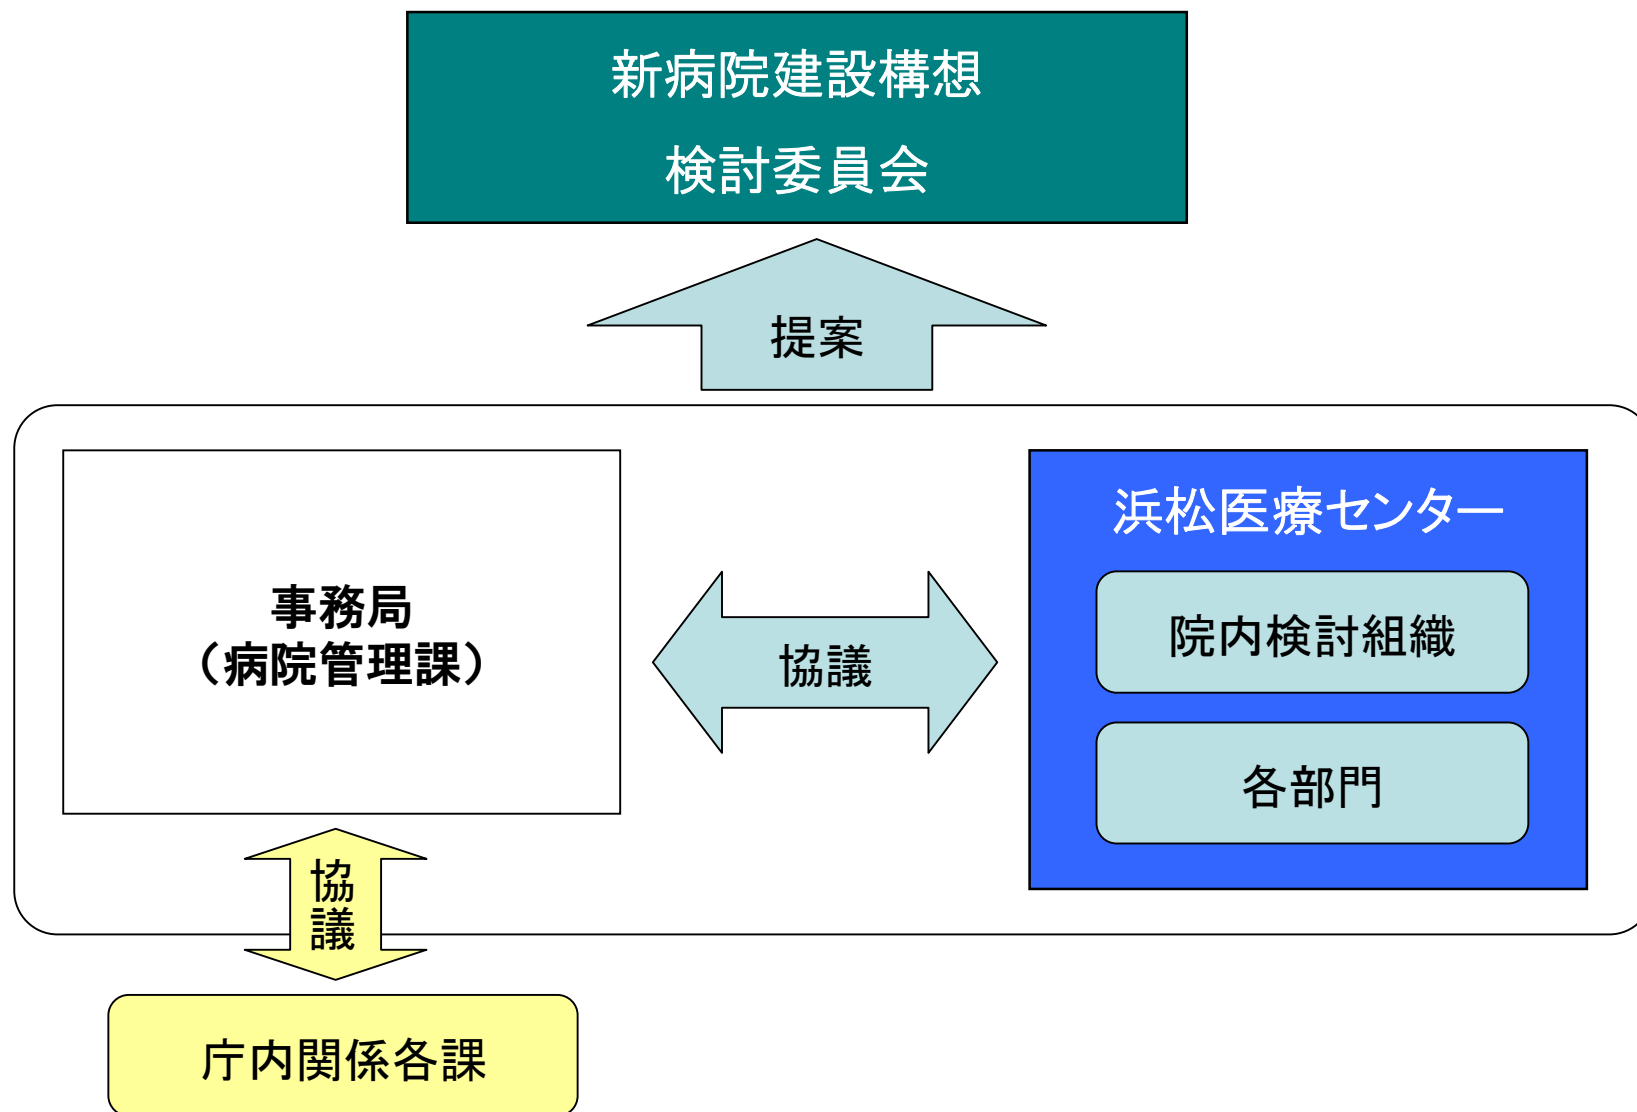 新病院建設構想
検討委員会
提案
事務局
（病院管理課）
協議
浜松医療センター
院内検討組織
各部門
協議
庁内関係各課